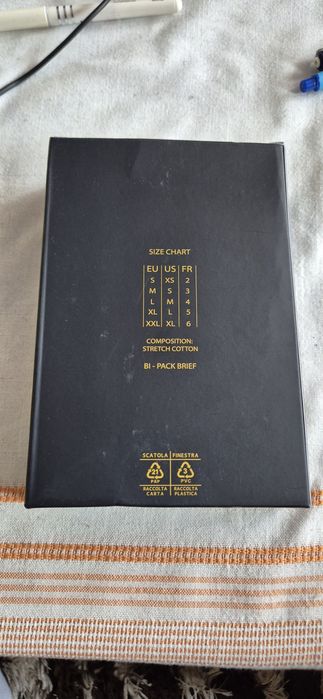 SIZE CHART
EU US FR
S XS 2
M S 3
L M 4
XL L 5
XXL XL 6
COMPOSITION:
STRETCH COTTON
BI - PACK BRIEF
SCATOLA FINESTRA
21 3
PAP PVC
RACCOLTA RACCOLTA
CARTA PLASTICA